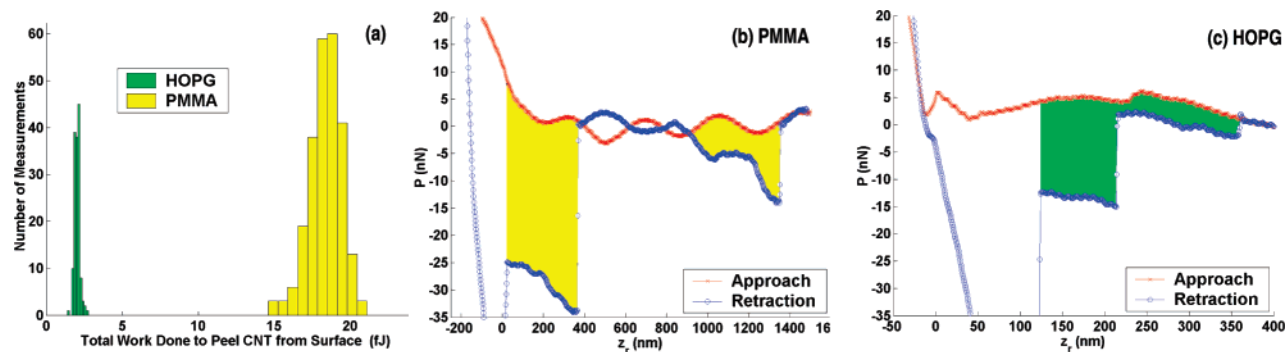 (a)
Number of Measurements
60
50
40
30
20
10
0
HOPG
PMMA
0 5 10 15 20
Total Work Done to Peel CNT from Surface (fJ)
(b) PMMA
P (nN)
20
15
10
5
0
-5
-10
-15
-20
-25
-30
-35
Approach
Retraction
-200 0 200 400 600 800 1000 1200 1400 16
z_r (nm)
(c) HOPG
P (nN)
20
15
10
5
0
-5
-10
-15
-20
-25
-30
-35
Approach
Retraction
-50 0 50 100 150 200 250 300 350 400
z_r (nm)